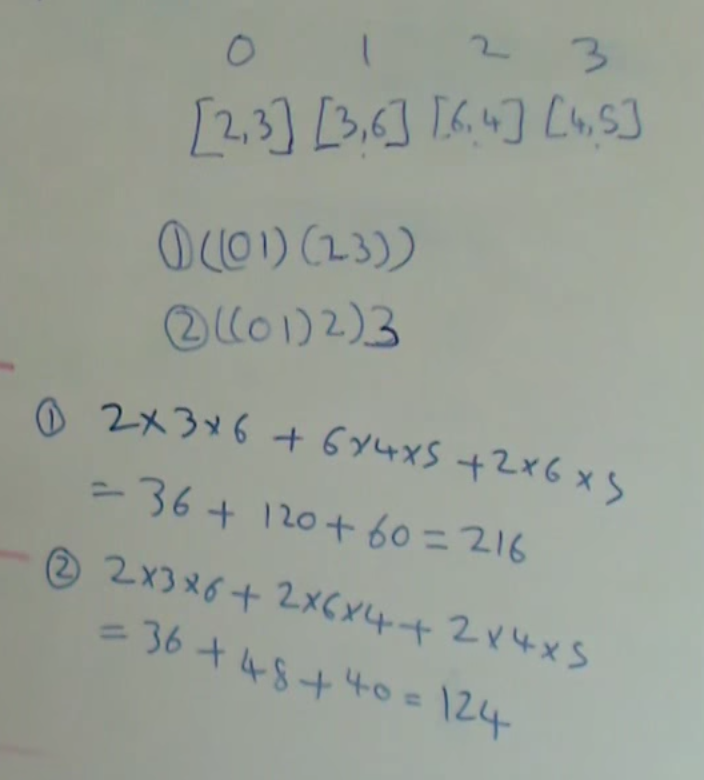 0 1 2 3
[2,3] [3,6] [6,4] [4,5]
① ((01)(23))
② ((01)2)3
① 2×3×6 + 6×4×5 + 2×6×5
= 36 + 120 + 60 = 216
② 2×3×6 + 2×6×4 + 2×4×5
= 36 + 48 + 40 = 124